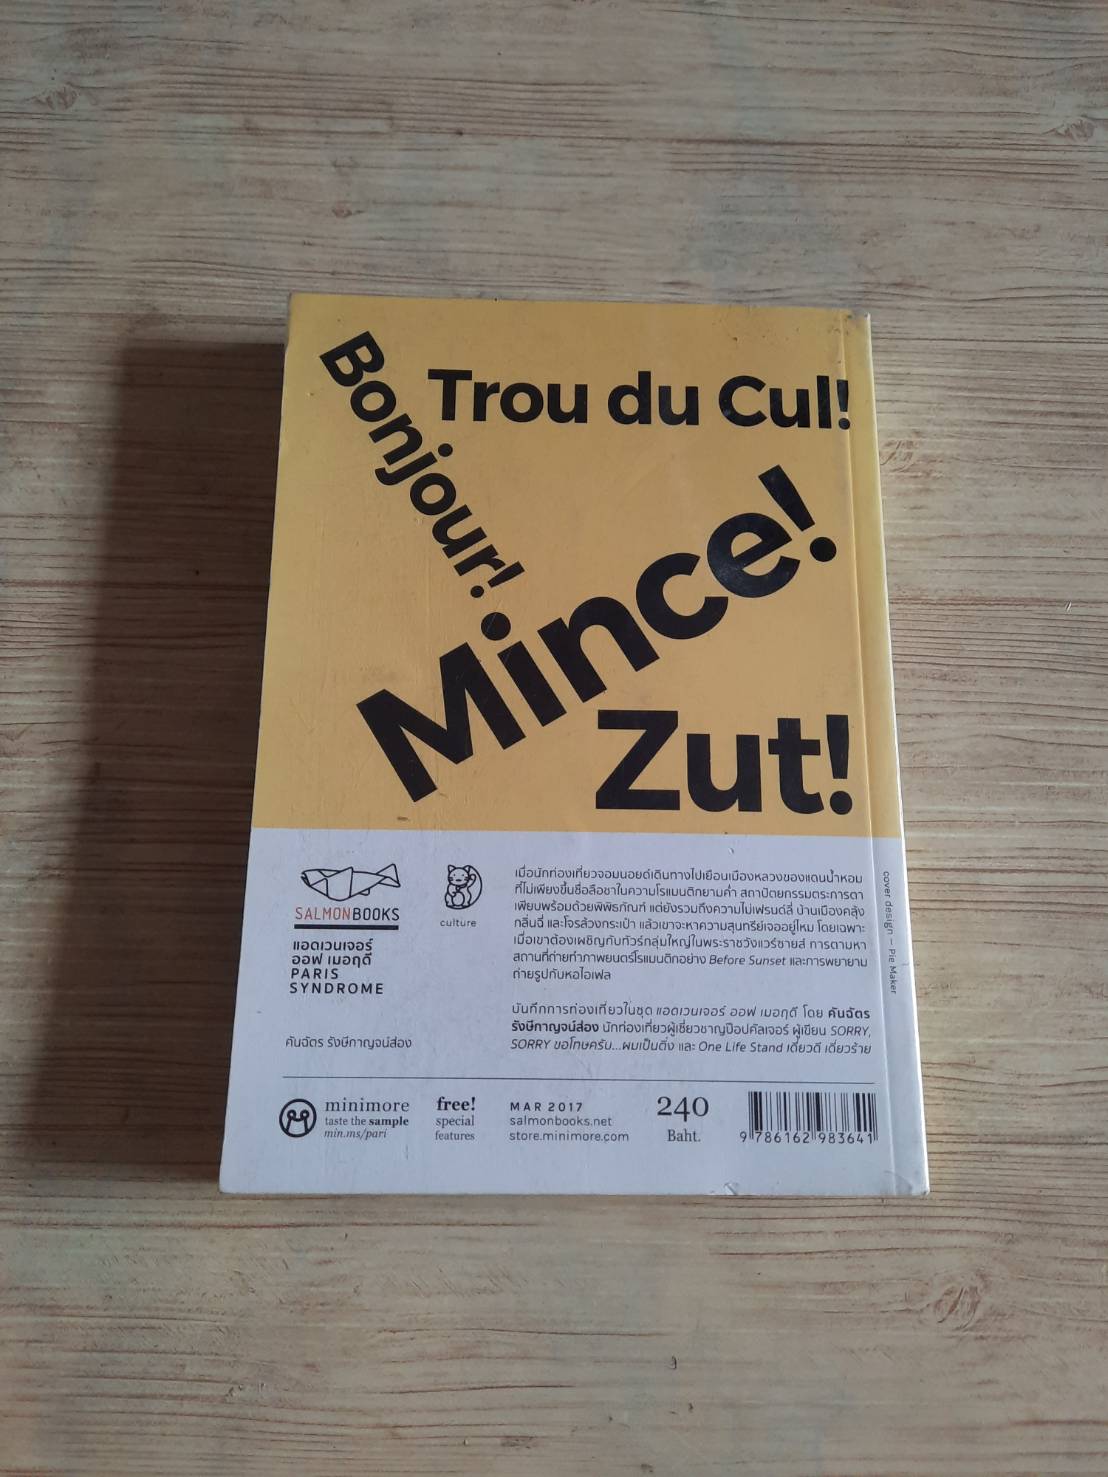 Bonjour!
Trou du Cul!
Mince!
Zut!
SALMONBOOKS
แอดเวนเจอร์
ออฟ เมอฤดี
PARIS
SYNDROME
คันฉัตร รังษีกาญจน์ส่อง
culture
เมื่อนักท่องเที่ยวจอมนอยด์เดินทางไปเยือนเมืองหลวงของแดนน้ำหอม
ที่ไม่เพียงขึ้นชื่อลือชาในความโรแมนติกยามค่ำ สถาปัตยกรรมตระการตา
เพียบพร้อมด้วยพิพิธภัณฑ์ แต่ยังรวมถึงความไม่เฟรนด์ลี่ บ้านเมืองคลุ้ง
กลิ่นฉี่ และโจรล้วงกระเป๋า แล้วเขาจะหาความสุนทรีย์เจออยู่ไหม โดยเฉพาะ
เมื่อเขาต้องเผชิญกับทัวร์กลุ่มใหญ่ในพระราชวังแวร์ซายส์ การตามหา
สถานที่ถ่ายทำภาพยนตร์โรแมนติกอย่าง Before Sunset และการพยายาม
ถ่ายรูปกับหอไอเฟล
บันทึกการท่องเที่ยวในชุด แอดเวนเจอร์ ออฟ เมอฤดี โดย คันฉัตร
รังษีกาญจน์ส่อง นักท่องเที่ยวผู้เชี่ยวชาญป๊อปคัลเจอร์ ผู้เขียน SORRY,
SORRY ขอโทษครับ...ผมเป็นติ่ง และ One Life Stand เดี่ยวดี เดี่ยวร้าย
cover design — Pie Maker
minimore
taste the sample
min.ms/pari
free!
special
features
MAR 2017
salmonbooks.net
store.minimore.com
240
Baht.
9 786162 983641